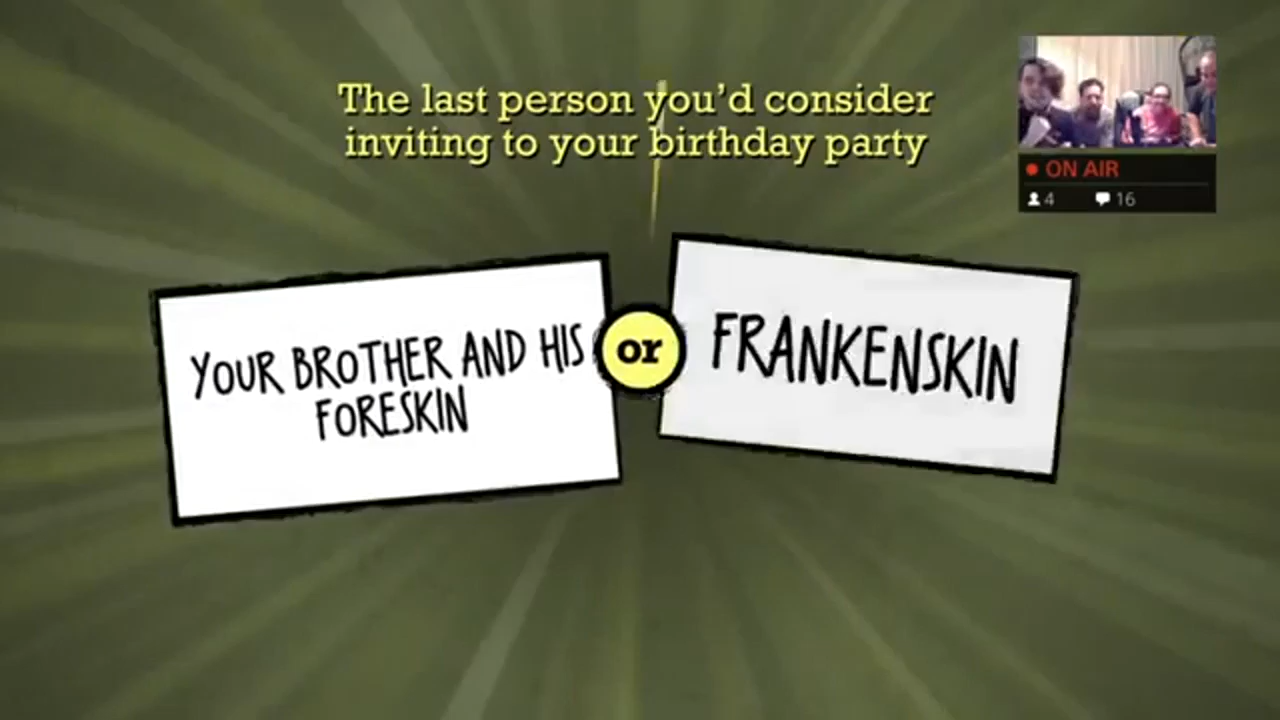 The last person you'd consider
inviting to your birthday party
ON AIR
4 16
YOUR BROTHER AND HIS
FORESKIN
or
FRANKENSKIN